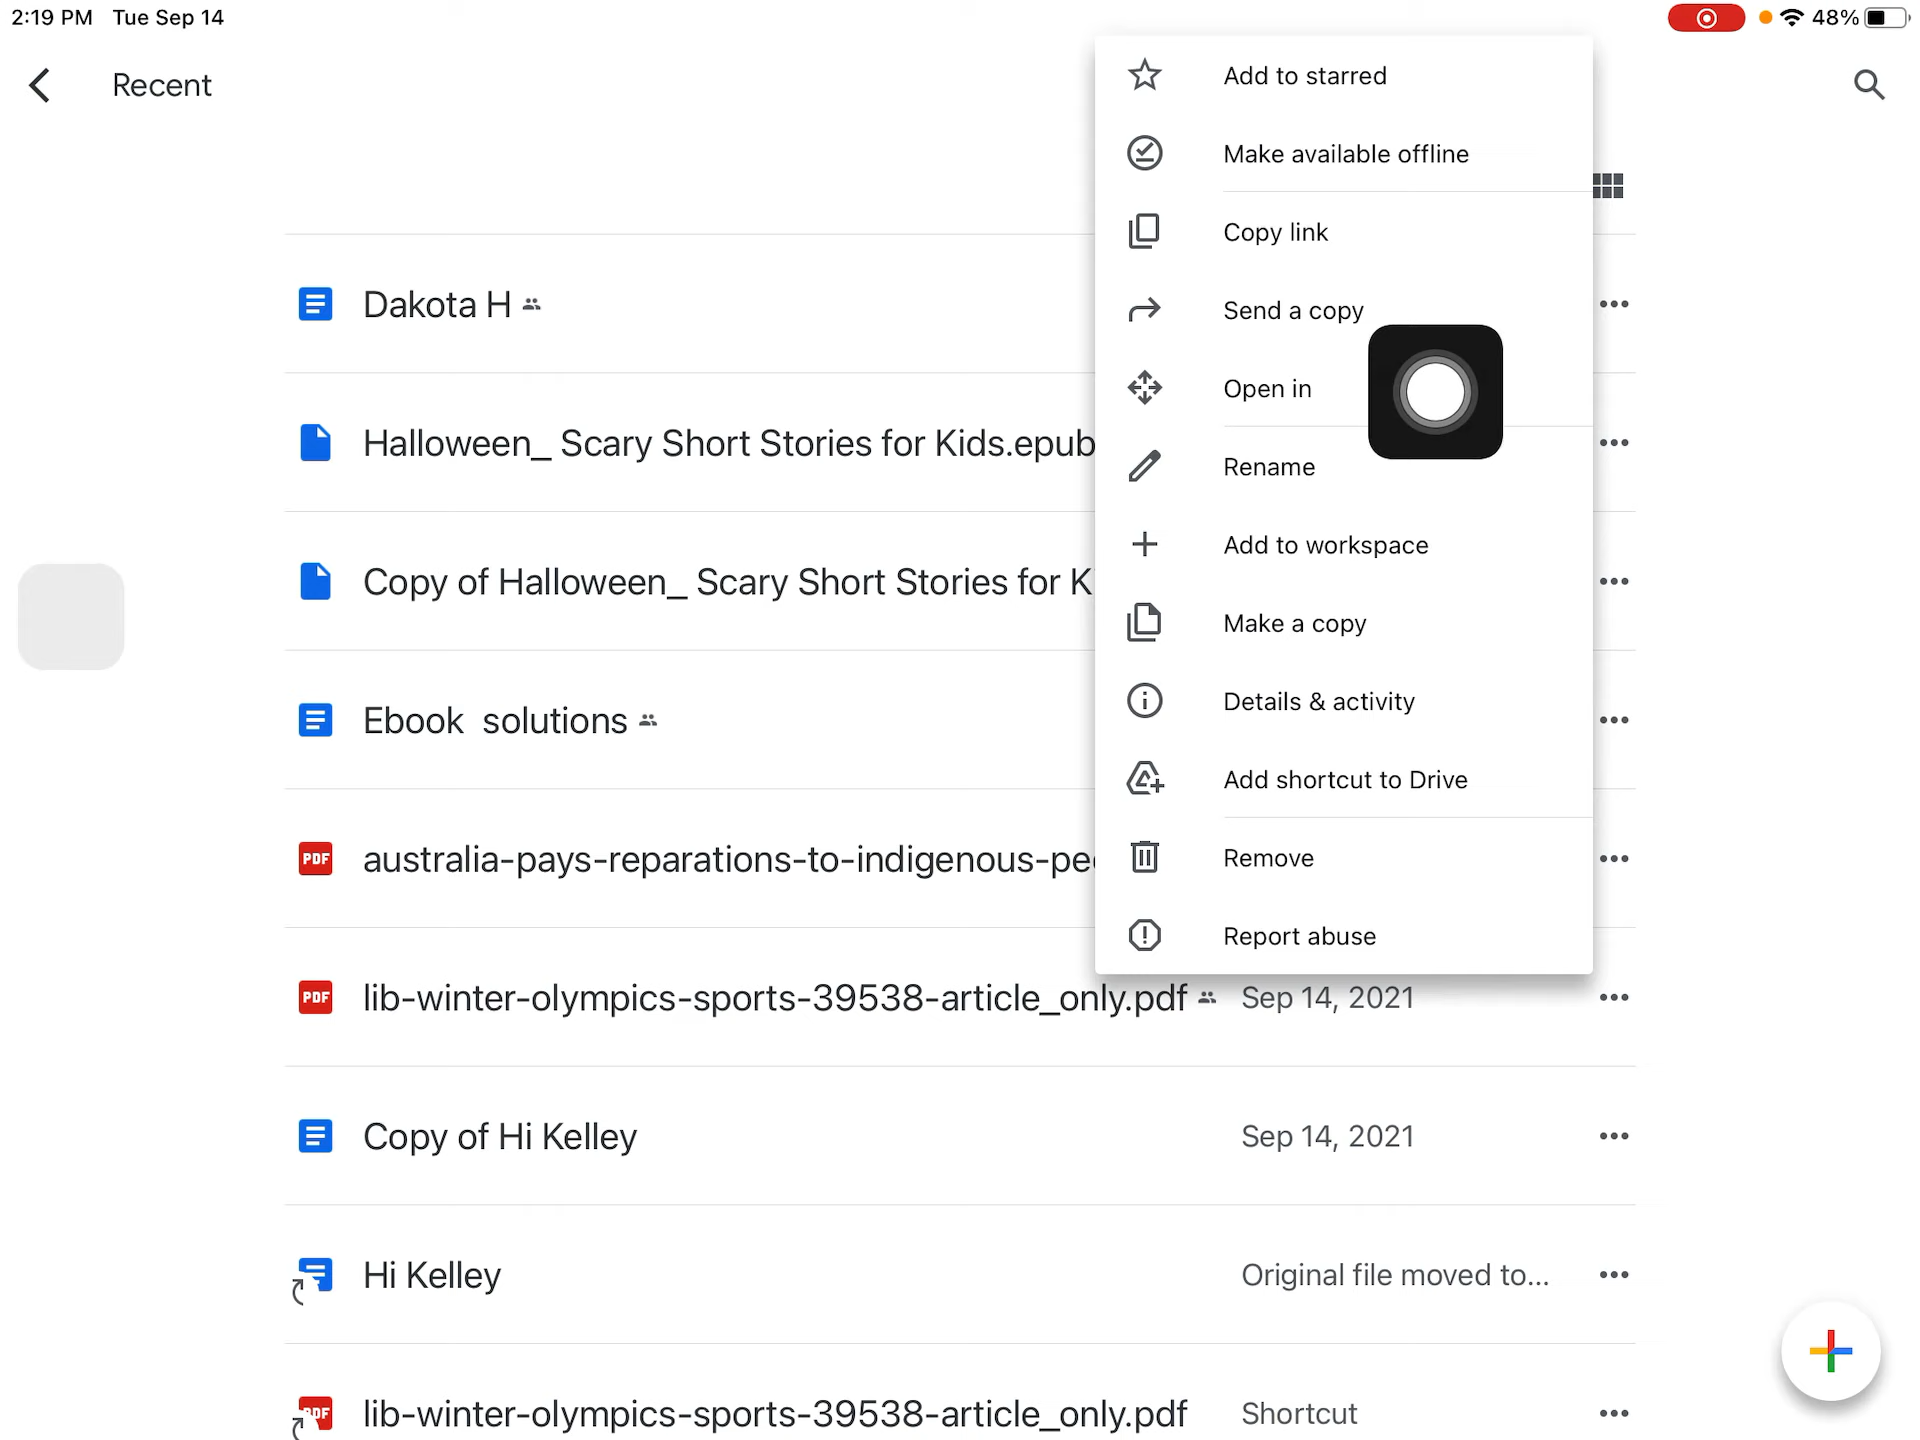 2:19 PM Tue Sep 14
48%
Recent
Add to starred
Make available offline
Copy link
Send a copy
Open in
Rename
Add to workspace
Make a copy
Details & activity
Add shortcut to Drive
Remove
Report abuse
Dakota H
Halloween_ Scary Short Stories for Kids.epub
Copy of Halloween_ Scary Short Stories for K
Ebook solutions
PDF australia-pays-reparations-to-indigenous-pe
PDF lib-winter-olympics-sports-39538-article_only.pdf Sep 14, 2021
Copy of Hi Kelley Sep 14, 2021
Hi Kelley Original file moved to...
PDF lib-winter-olympics-sports-39538-article_only.pdf Shortcut